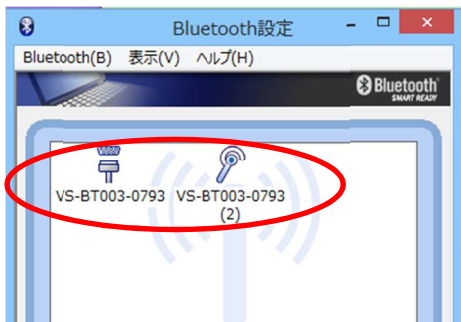 Bluetooth設定
Bluetooth(B) 表示(V) ヘルプ(H)
Bluetooth
SMART READY
VS-BT003-0793 VS-BT003-0793
(2)